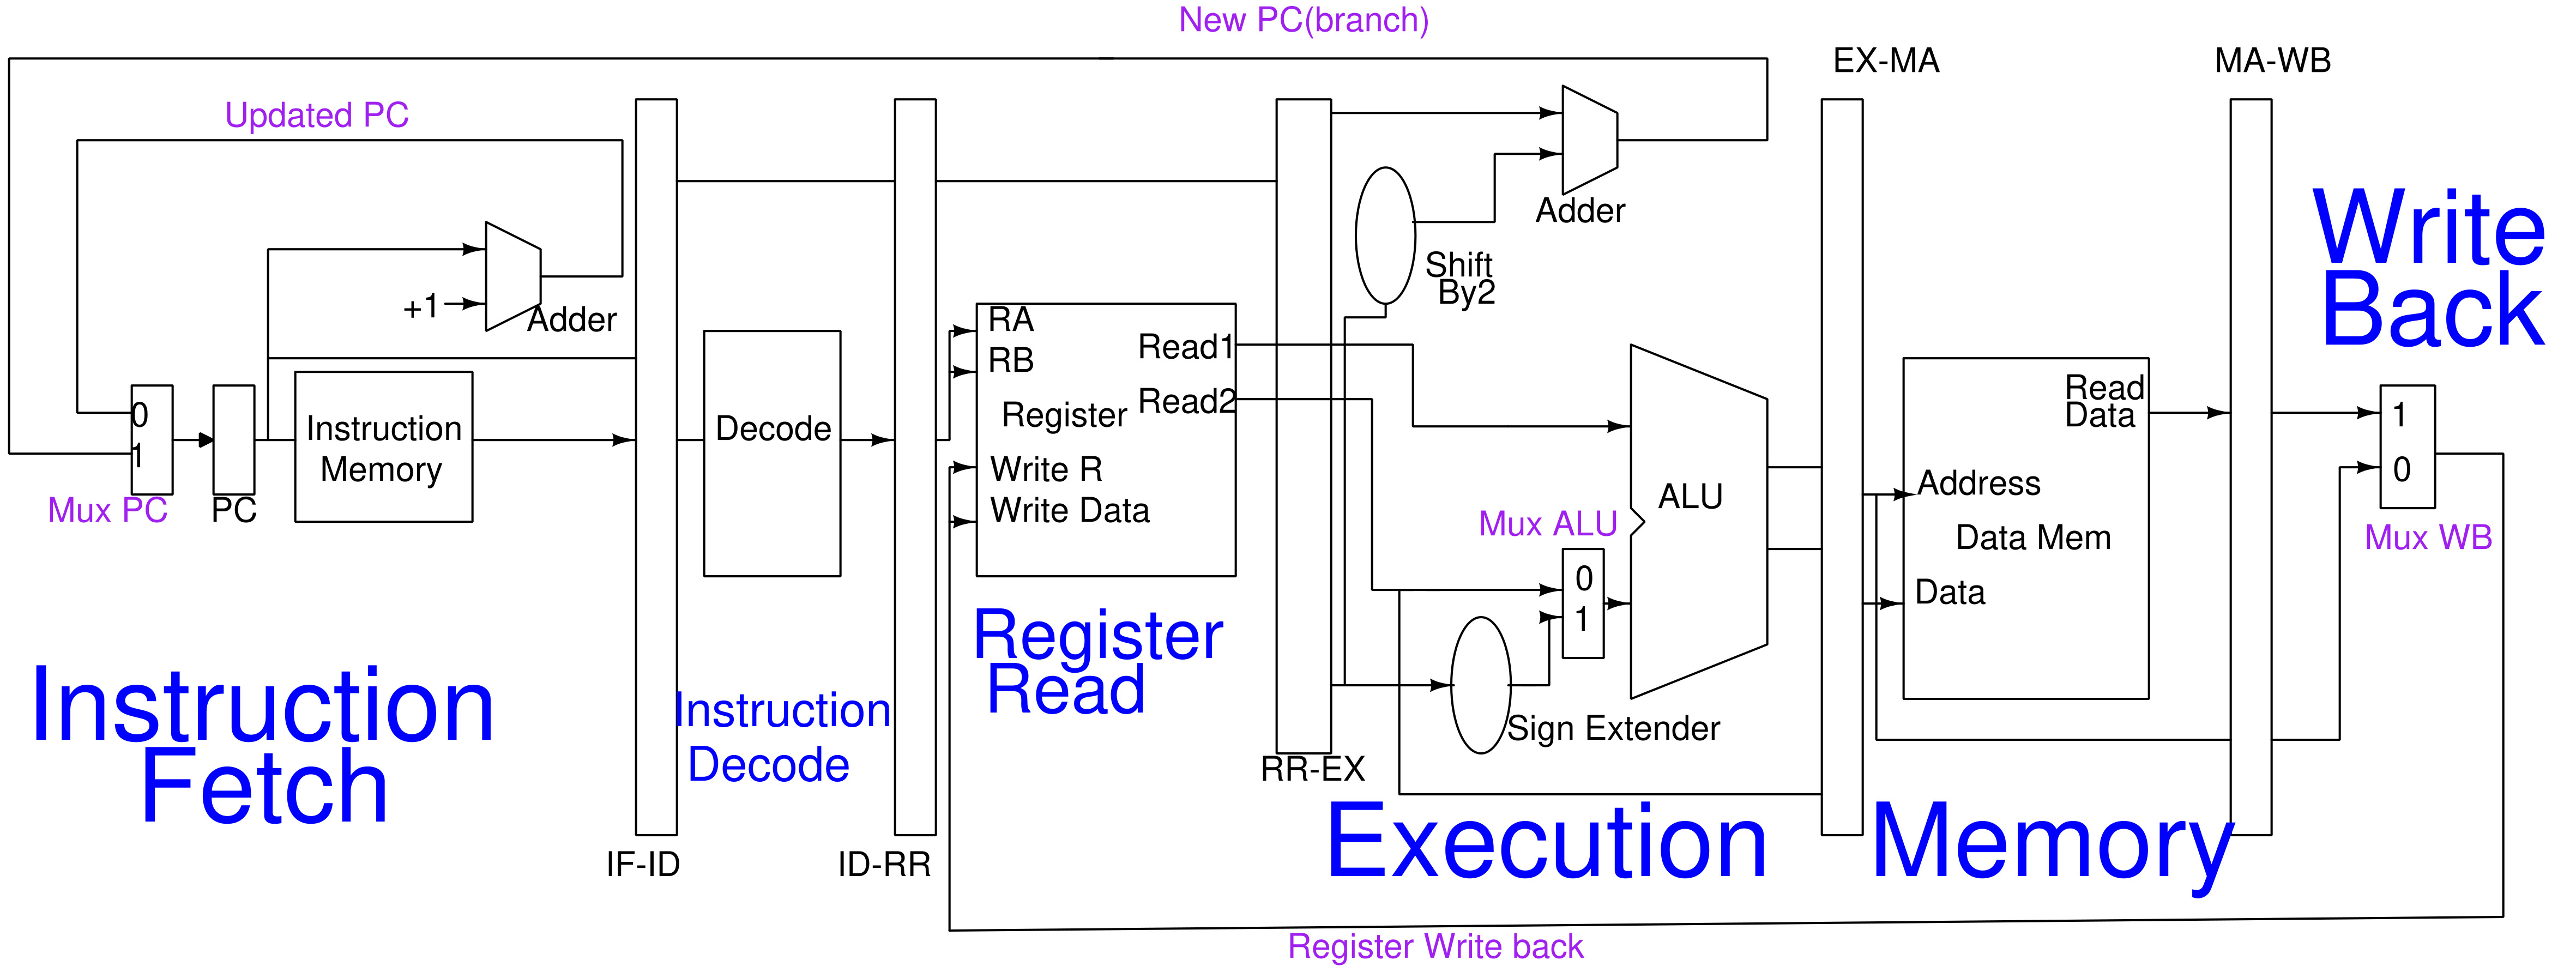 New PC(branch)
EX-MA
MA-WB
Updated PC
+1
Adder
0
1
Mux PC
PC
Instruction
Memory
Instruction
Fetch
IF-ID
Decode
Instruction
Decode
ID-RR
RA
RB
Read1
Read2
Register
Write R
Write Data
Register
Read
RR-EX
Adder
Shift
By2
ALU
Mux ALU
0
1
Sign Extender
Execution
Read
Data
Address
Data Mem
Data
Memory
Write
Back
1
0
Mux WB
Register Write back